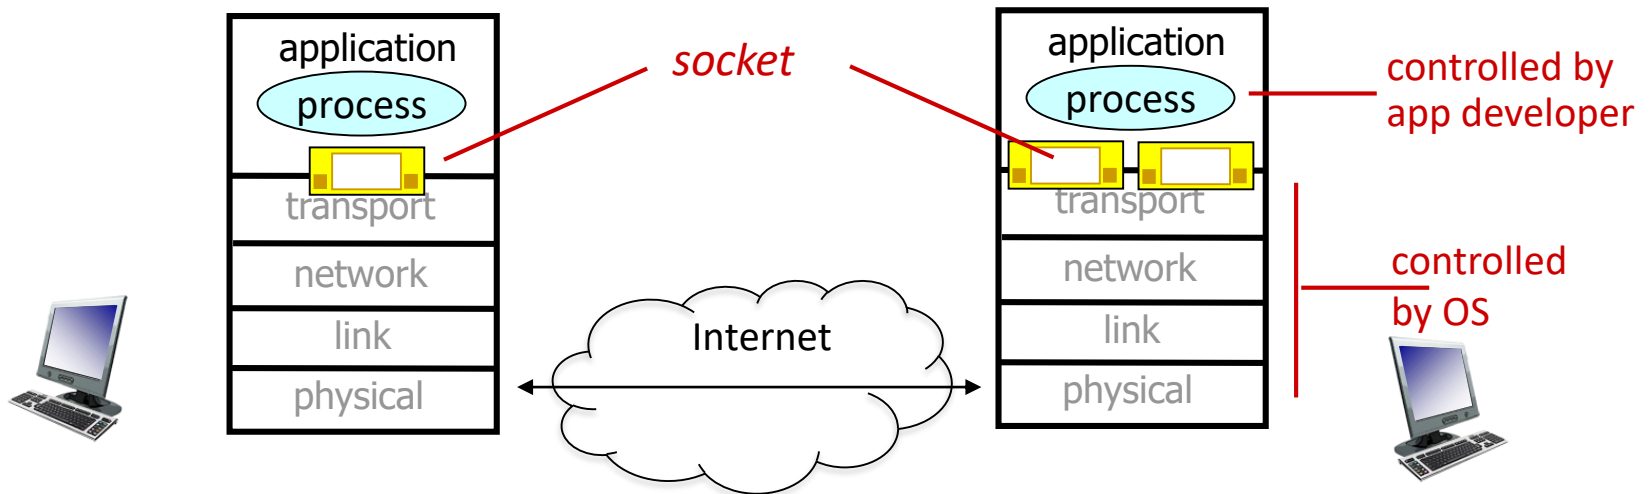 application
process
transport
network
link
physical
socket
Internet
application
process
transport
network
link
physical
controlled by
app developer
controlled
by OS